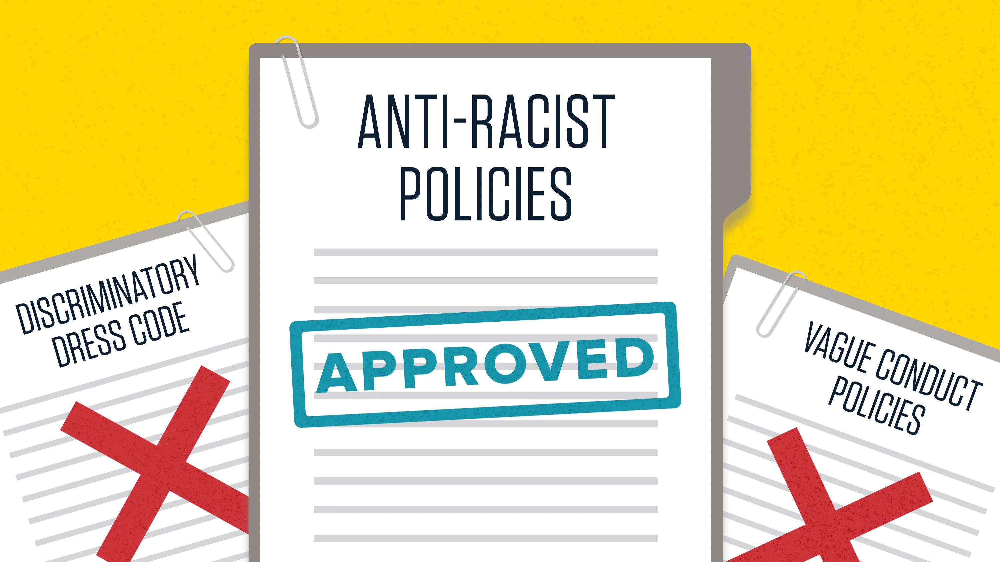 ANTI-RACIST
POLICIES
APPROVED
DISCRIMINATORY
DRESS CODE
VAGUE CONDUCT
POLICIES